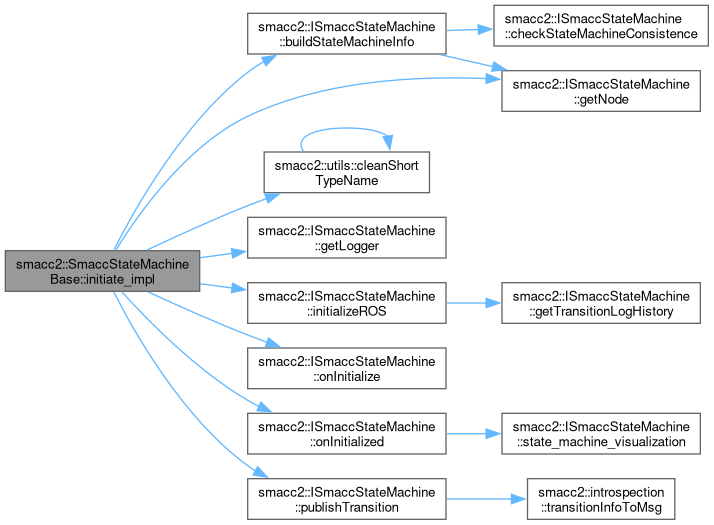 smacc2::SmaccStateMachine
Base::initiate_impl
smacc2::ISmaccStateMachine
::buildStateMachineInfo
smacc2::ISmaccStateMachine
::checkStateMachineConsistence
smacc2::ISmaccStateMachine
::getNode
smacc2::utils::cleanShort
TypeName
smacc2::ISmaccStateMachine
::getLogger
smacc2::ISmaccStateMachine
::initializeROS
smacc2::ISmaccStateMachine
::getTransitionLogHistory
smacc2::ISmaccStateMachine
::onInitialize
smacc2::ISmaccStateMachine
::onInitialized
smacc2::ISmaccStateMachine
::state_machine_visualization
smacc2::ISmaccStateMachine
::publishTransition
smacc2::introspection
::transitionInfoToMsg